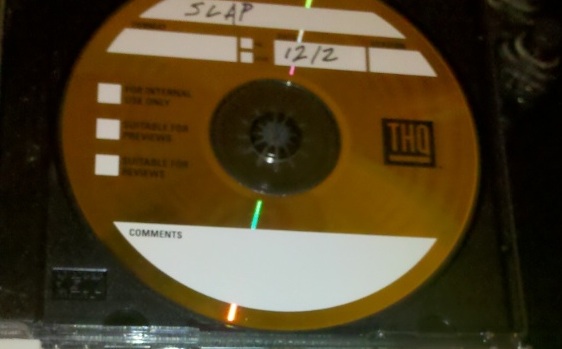 SLAP
12/2
FOR INTERNAL
USE ONLY
SUITABLE FOR
PREVIEWS
THQ
SUITABLE FOR
REVIEWS
COMMENTS